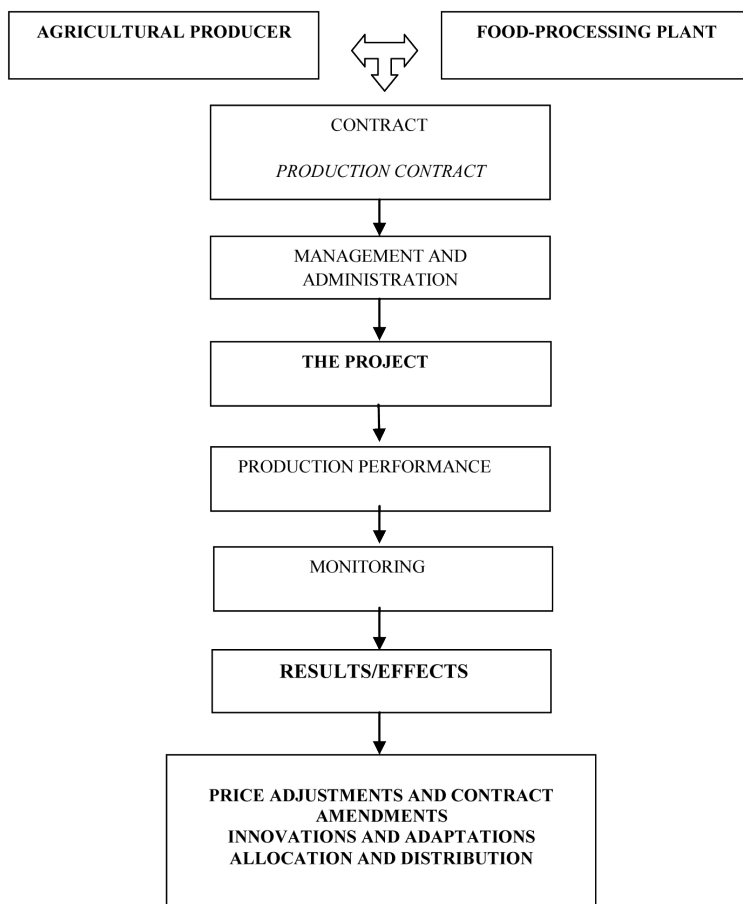 AGRICULTURAL PRODUCER
FOOD-PROCESSING PLANT
CONTRACT
PRODUCTION CONTRACT
MANAGEMENT AND
ADMINISTRATION
THE PROJECT
PRODUCTION PERFORMANCE
MONITORING
RESULTS/EFFECTS
PRICE ADJUSTMENTS AND CONTRACT
AMENDMENTS
INNOVATIONS AND ADAPTATIONS
ALLOCATION AND DISTRIBUTION